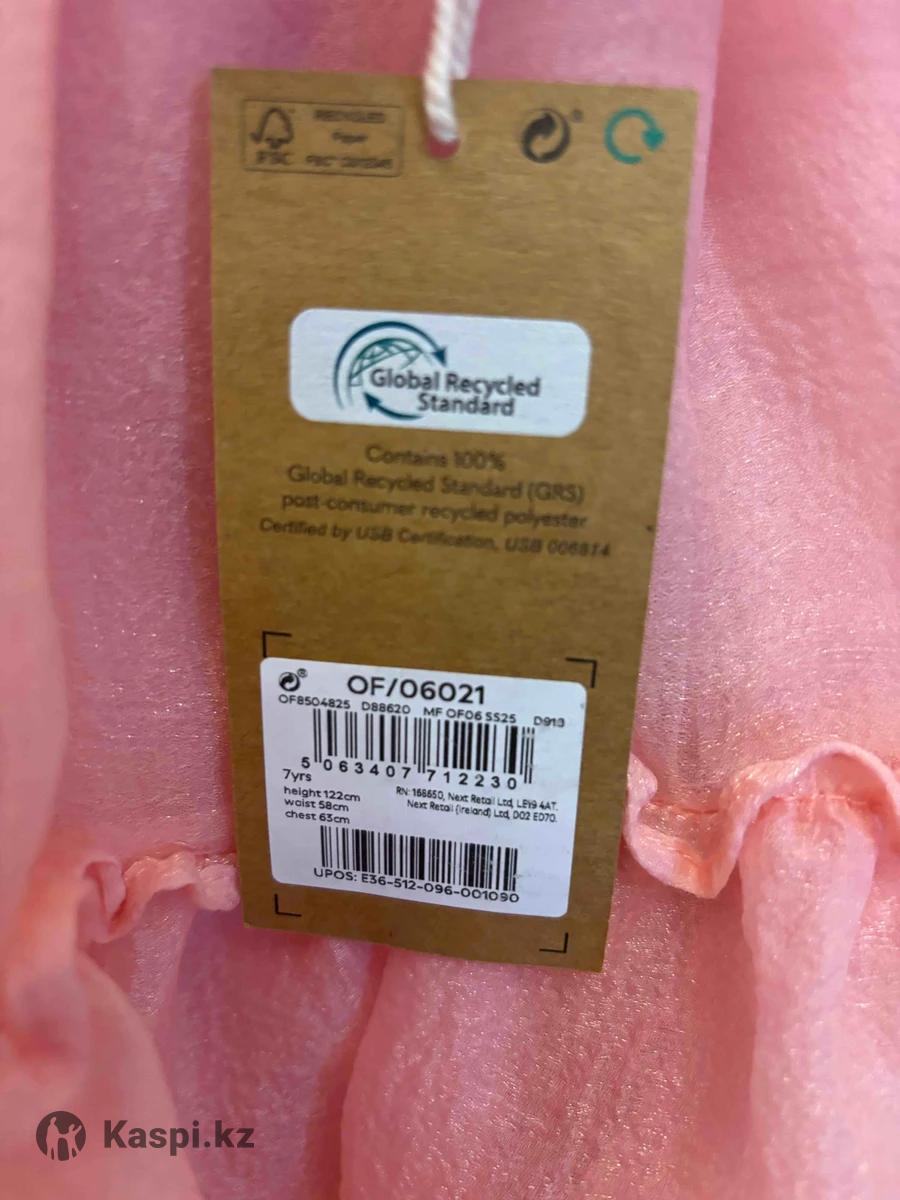 FSC
RECYCLED
Paper
Global Recycled
Standard
Contains 100%
Global Recycled Standard (GRS)
post-consumer recycled polyester
Certified by USB Certification, USB 006814
OF/06021
OF8504825 D88620 MF OF06 SS25 D913
5 063407 712230
7yrs
height 122cm
waist 58cm
chest 63cm
RN: 168650, Next Retail Ltd, LE19 4AT.
Next Retail (Ireland) Ltd, D02 ED70.
UPOS: E36-512-096-001090
Kaspi.kz